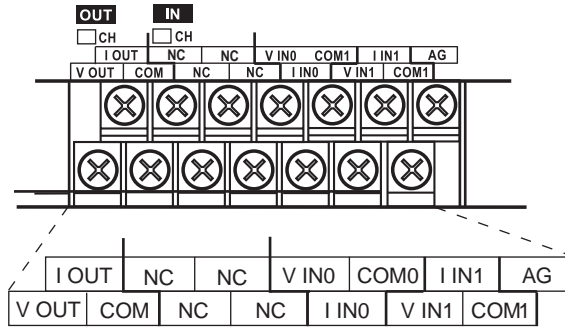 OUT IN
CH CH
I OUT NC NC V IN0 COM1 I IN1 AG
V OUT COM NC NC I IN0 V IN1 COM1
I OUT NC NC V IN0 COM0 I IN1 AG
V OUT COM NC NC I IN0 V IN1 COM1